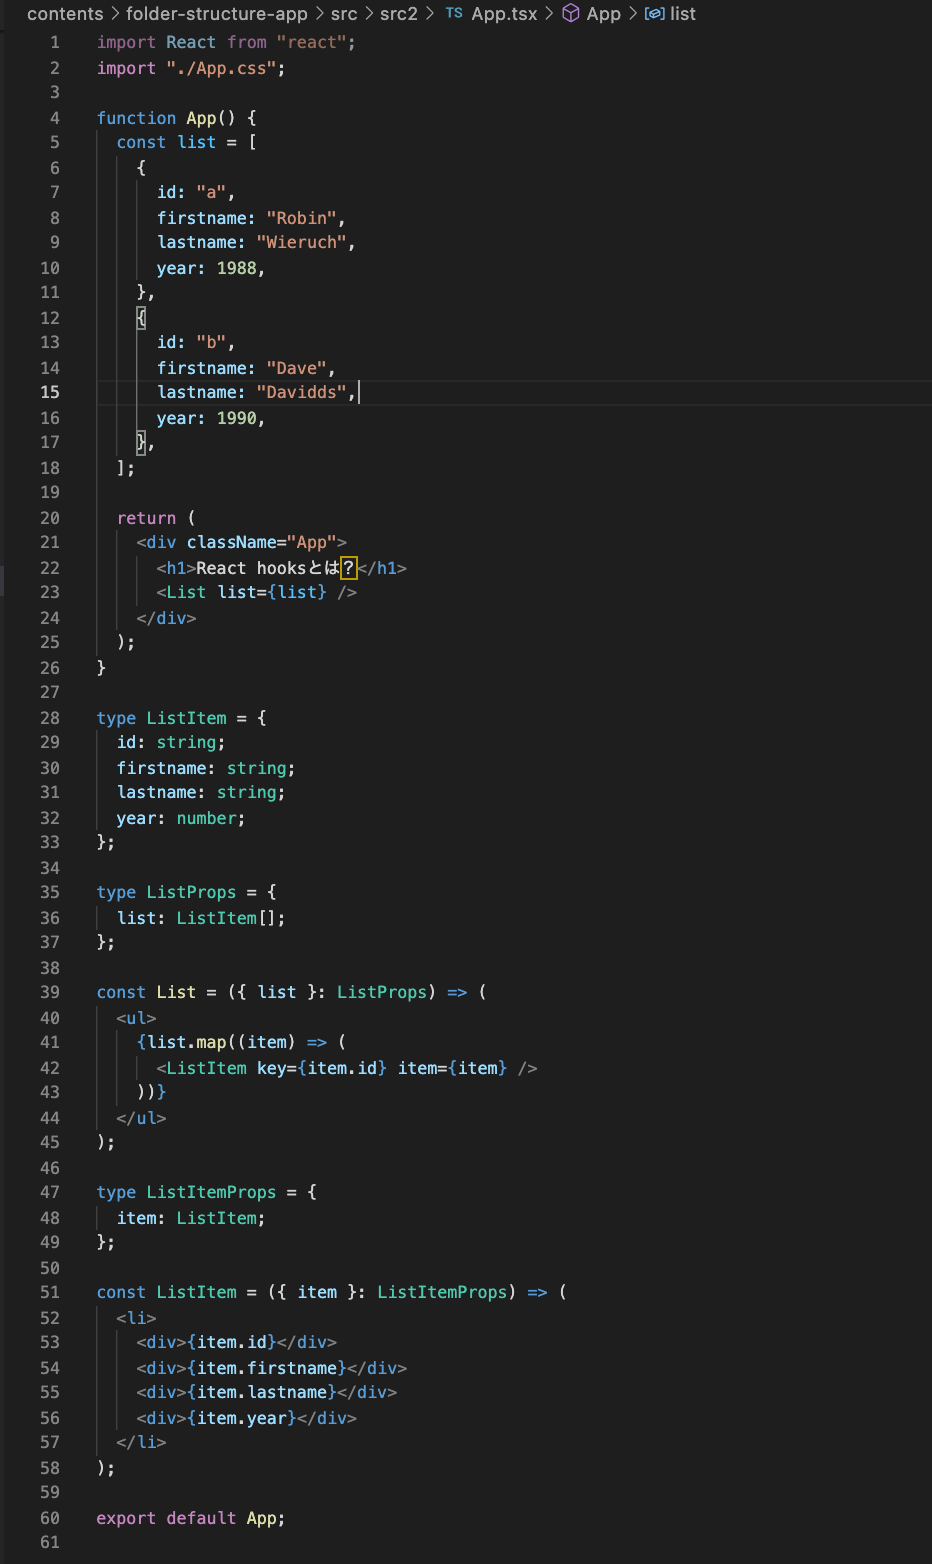 contents > folder-structure-app > src > src2 > TS App.tsx > App > list
1 import React from "react";
2 import "./App.css";
3
4 function App() {
5   const list = [
6     {
7       id: "a",
8       firstname: "Robin",
9       lastname: "Wieruch",
10       year: 1988,
11     },
12     {
13       id: "b",
14       firstname: "Dave",
15       lastname: "Davidds",
16       year: 1990,
17     },
18   ];
19
20   return (
21     <div className="App">
22       <h1>React hooksとは？</h1>
23       <List list={list} />
24     </div>
25   );
26 }
27
28 type ListItem = {
29   id: string;
30   firstname: string;
31   lastname: string;
32   year: number;
33 };
34
35 type ListProps = {
36   list: ListItem[];
37 };
38
39 const List = ({ list }: ListProps) => (
40   <ul>
41     {list.map((item) => (
42       <ListItem key={item.id} item={item} />
43     ))}
44   </ul>
45 );
46
47 type ListItemProps = {
48   item: ListItem;
49 };
50
51 const ListItem = ({ item }: ListItemProps) => (
52   <li>
53     <div>{item.id}</div>
54     <div>{item.firstname}</div>
55     <div>{item.lastname}</div>
56     <div>{item.year}</div>
57   </li>
58 );
59
60 export default App;
61